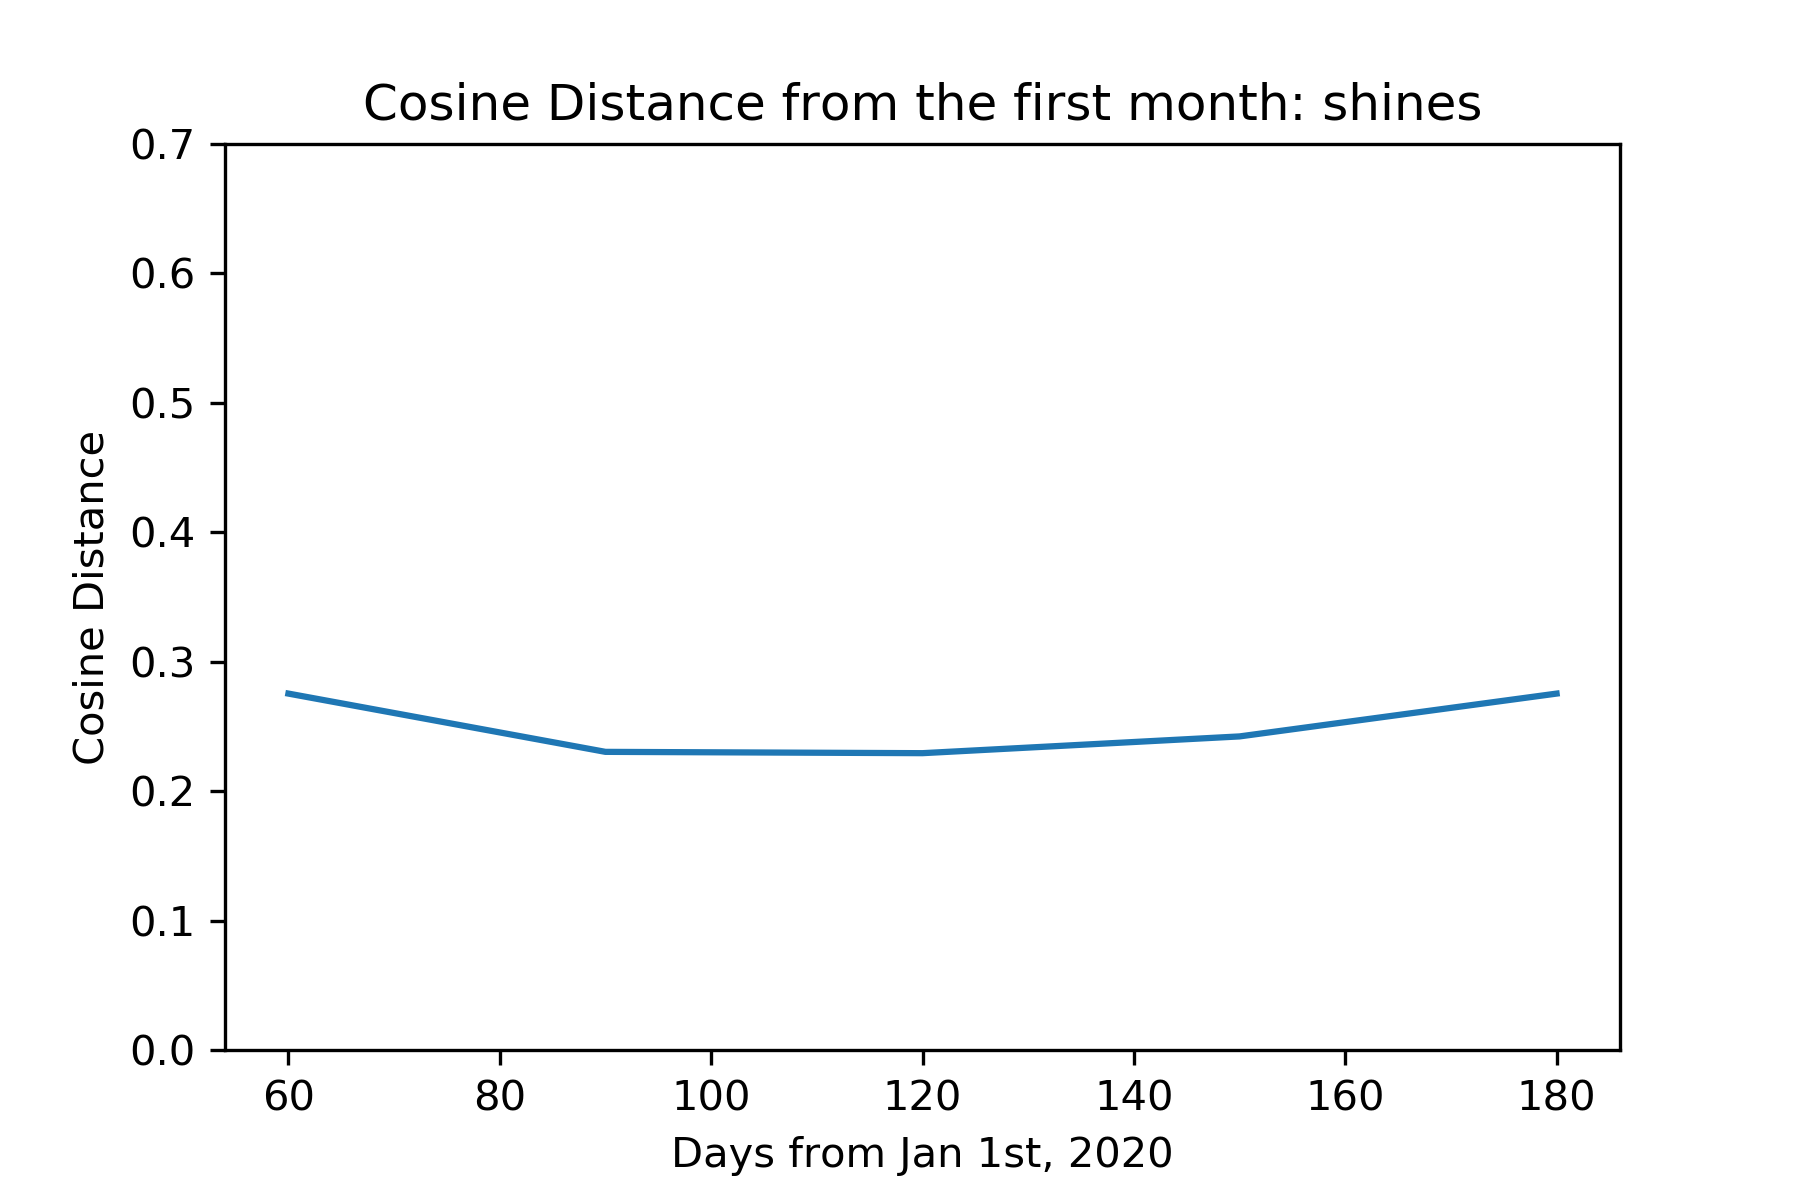 Cosine Distance from the first month: shines
0.7
0.6
0.5
0.4
0.3
0.2
0.1
0.0
Cosine Distance
60 80 100 120 140 160 180
Days from Jan 1st, 2020